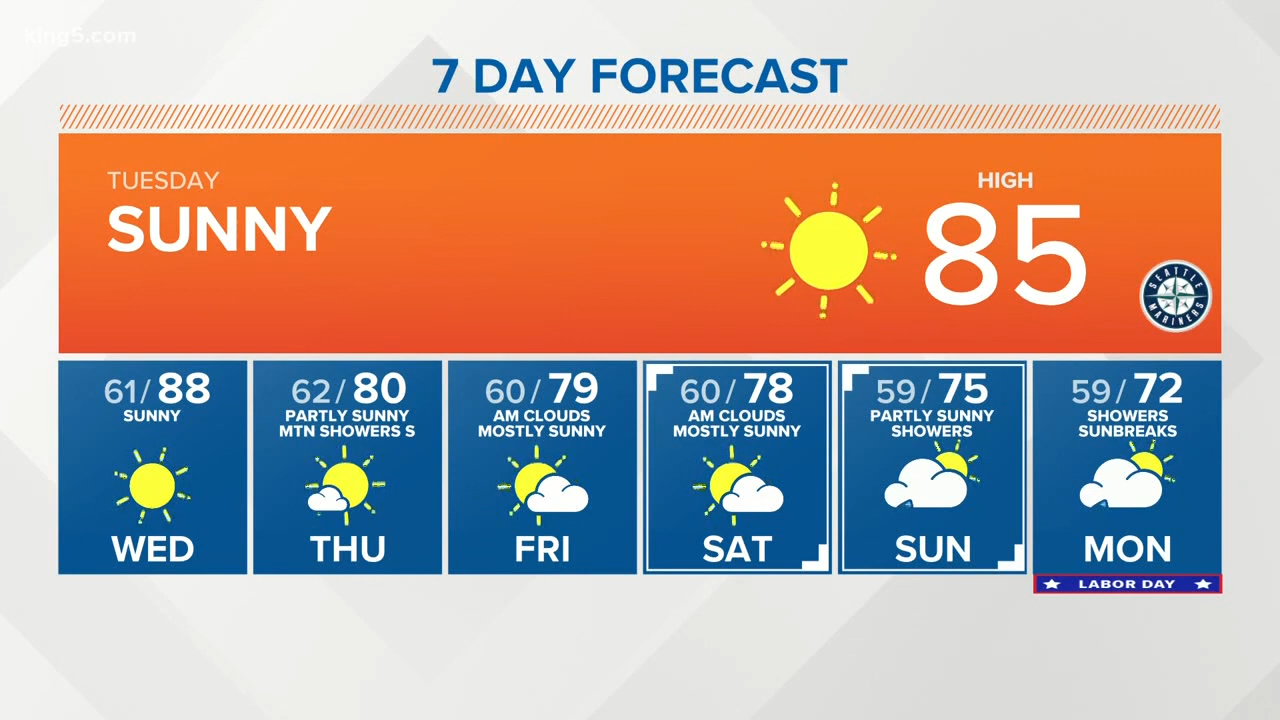 king5.com
7 DAY FORECAST
TUESDAY
SUNNY
HIGH
85
SEATTLE
MARINERS
61/88
SUNNY
WED
62/80
PARTLY SUNNY
MTN SHOWERS S
THU
60/79
AM CLOUDS
MOSTLY SUNNY
FRI
60/78
AM CLOUDS
MOSTLY SUNNY
SAT
59/75
PARTLY SUNNY
SHOWERS
SUN
59/72
SHOWERS
SUNBREAKS
MON
LABOR DAY